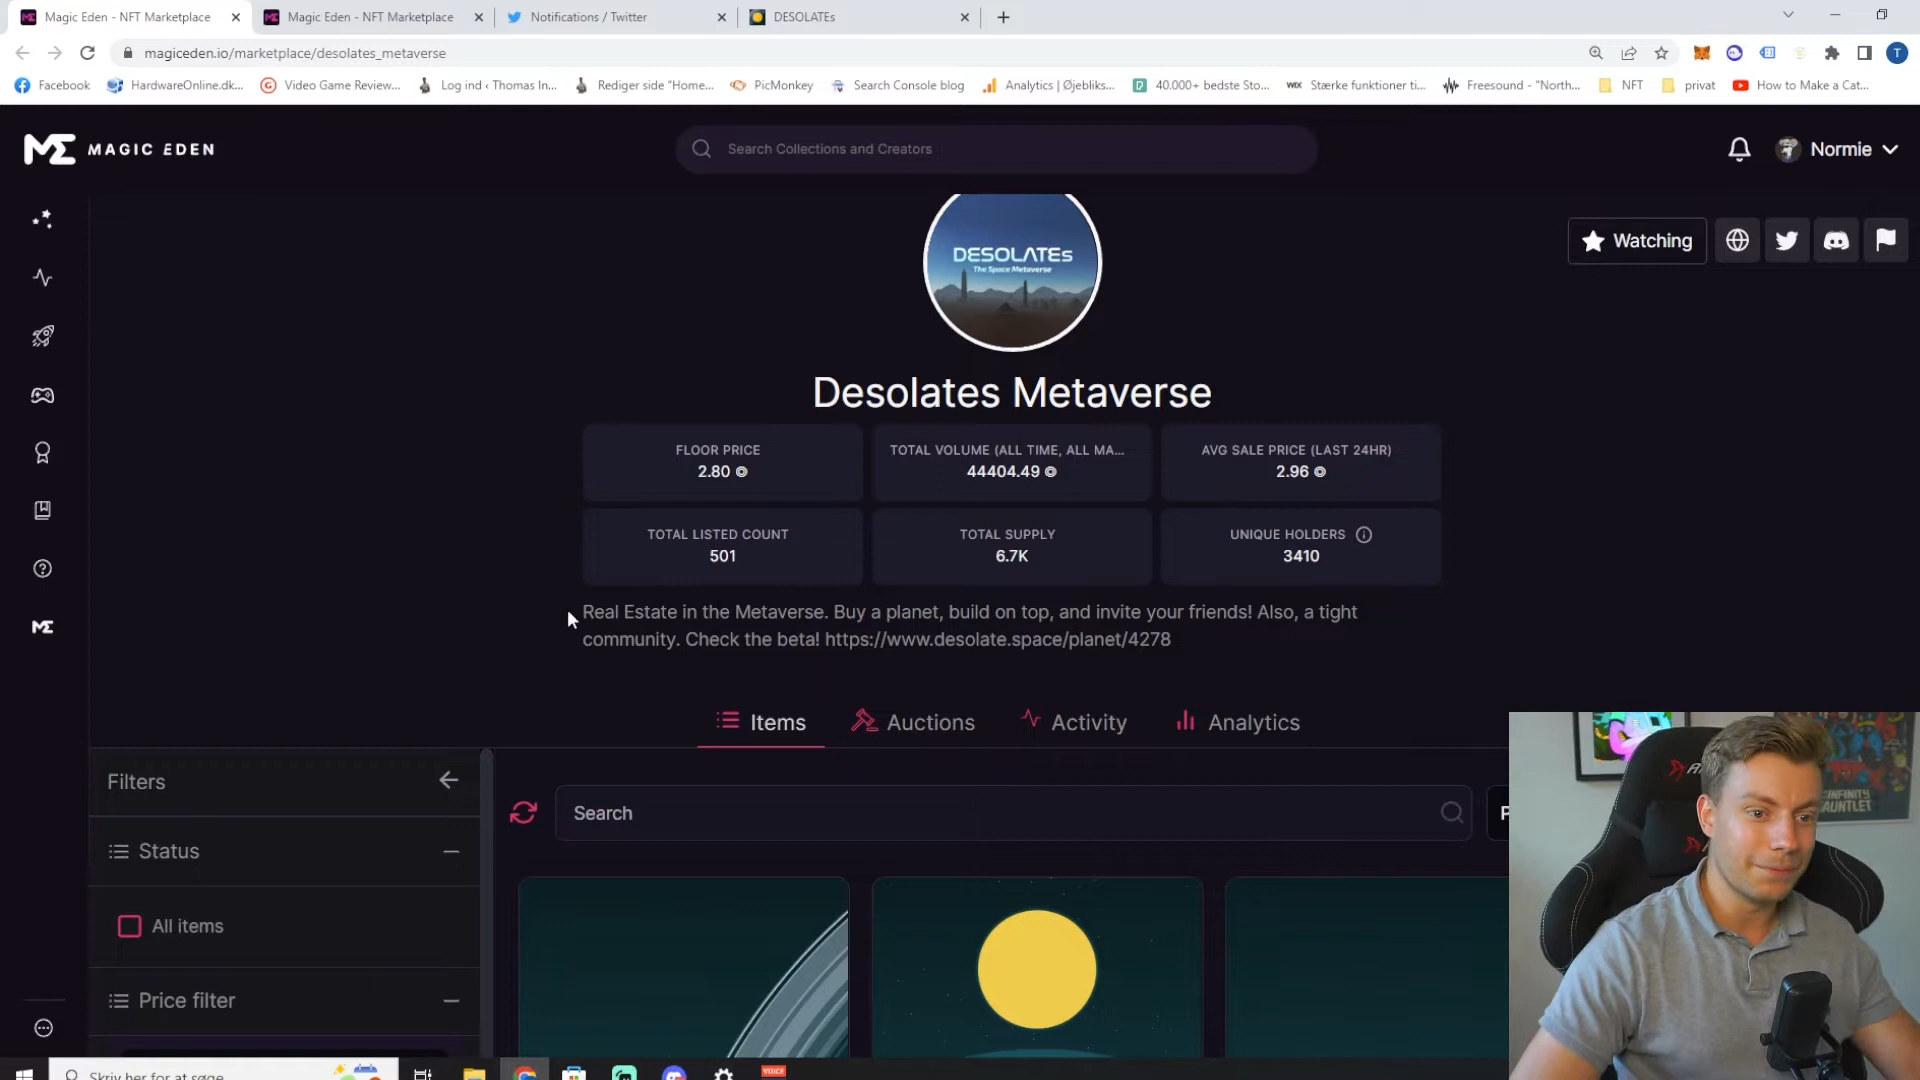 Magic Eden - NFT Marketplace
Magic Eden - NFT Marketplace
Notifications / Twitter
DESOLATEs
magiceden.io/marketplace/desolates_metaverse
T
Facebook
HardwareOnline.dk...
Video Game Review...
Log ind ‹ Thomas In...
Rediger side "Home...
PicMonkey
Search Console blog
Analytics | Øjebliks...
40.000+ bedste Sto...
WIX Stærke funktioner ti...
Freesound - "North...
NFT
privat
How to Make a Cat...
MAGIC EDEN
Search Collections and Creators
Normie
DESOLATEs
The Space Metaverse
Watching
Desolates Metaverse
FLOOR PRICE
2.80
TOTAL VOLUME (ALL TIME, ALL MA...
44404.49
AVG SALE PRICE (LAST 24HR)
2.96
TOTAL LISTED COUNT
501
TOTAL SUPPLY
6.7K
UNIQUE HOLDERS
3410
Real Estate in the Metaverse. Buy a planet, build on top, and invite your friends! Also, a tight
community. Check the beta! https://www.desolate.space/planet/4278
Items
Auctions
Activity
Analytics
Filters
Search
Status
All items
Price filter
INFINITY
GAUNTLET
Skriv her for at søge
VOICE